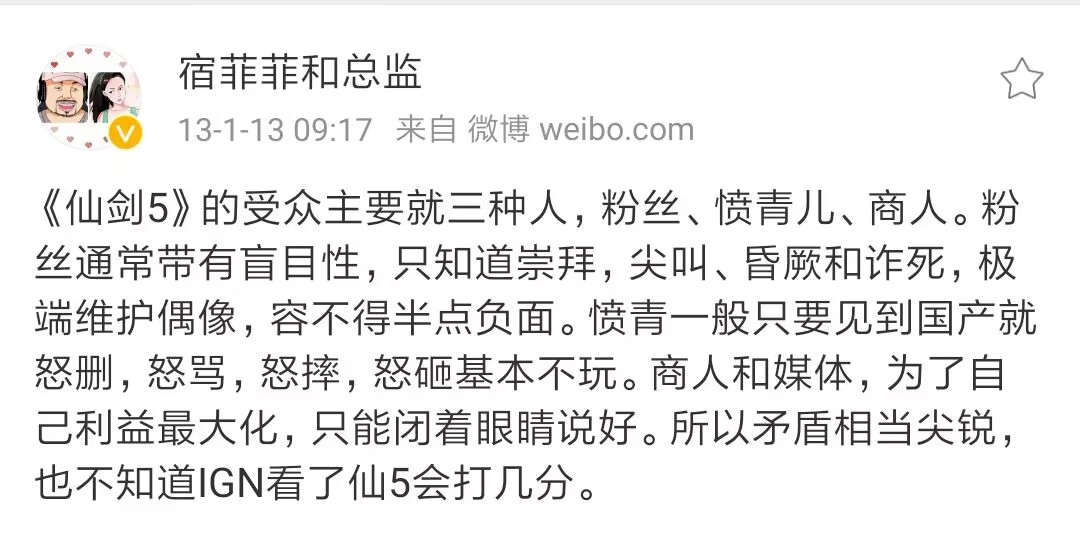 宿菲菲和总监
13-1-13 09:17 来自 微博 weibo.com
《仙剑5》的受众主要就三种人，粉丝、愤青儿、商人。粉
丝通常带有盲目性，只知道崇拜，尖叫、昏厥和诈死，极
端维护偶像，容不得半点负面。愤青一般只要见到国产就
怒删，怒骂，怒摔，怒砸基本不玩。商人和媒体，为了自
己利益最大化，只能闭着眼睛说好。所以矛盾相当尖锐，
也不知道IGN看了仙5会打几分。